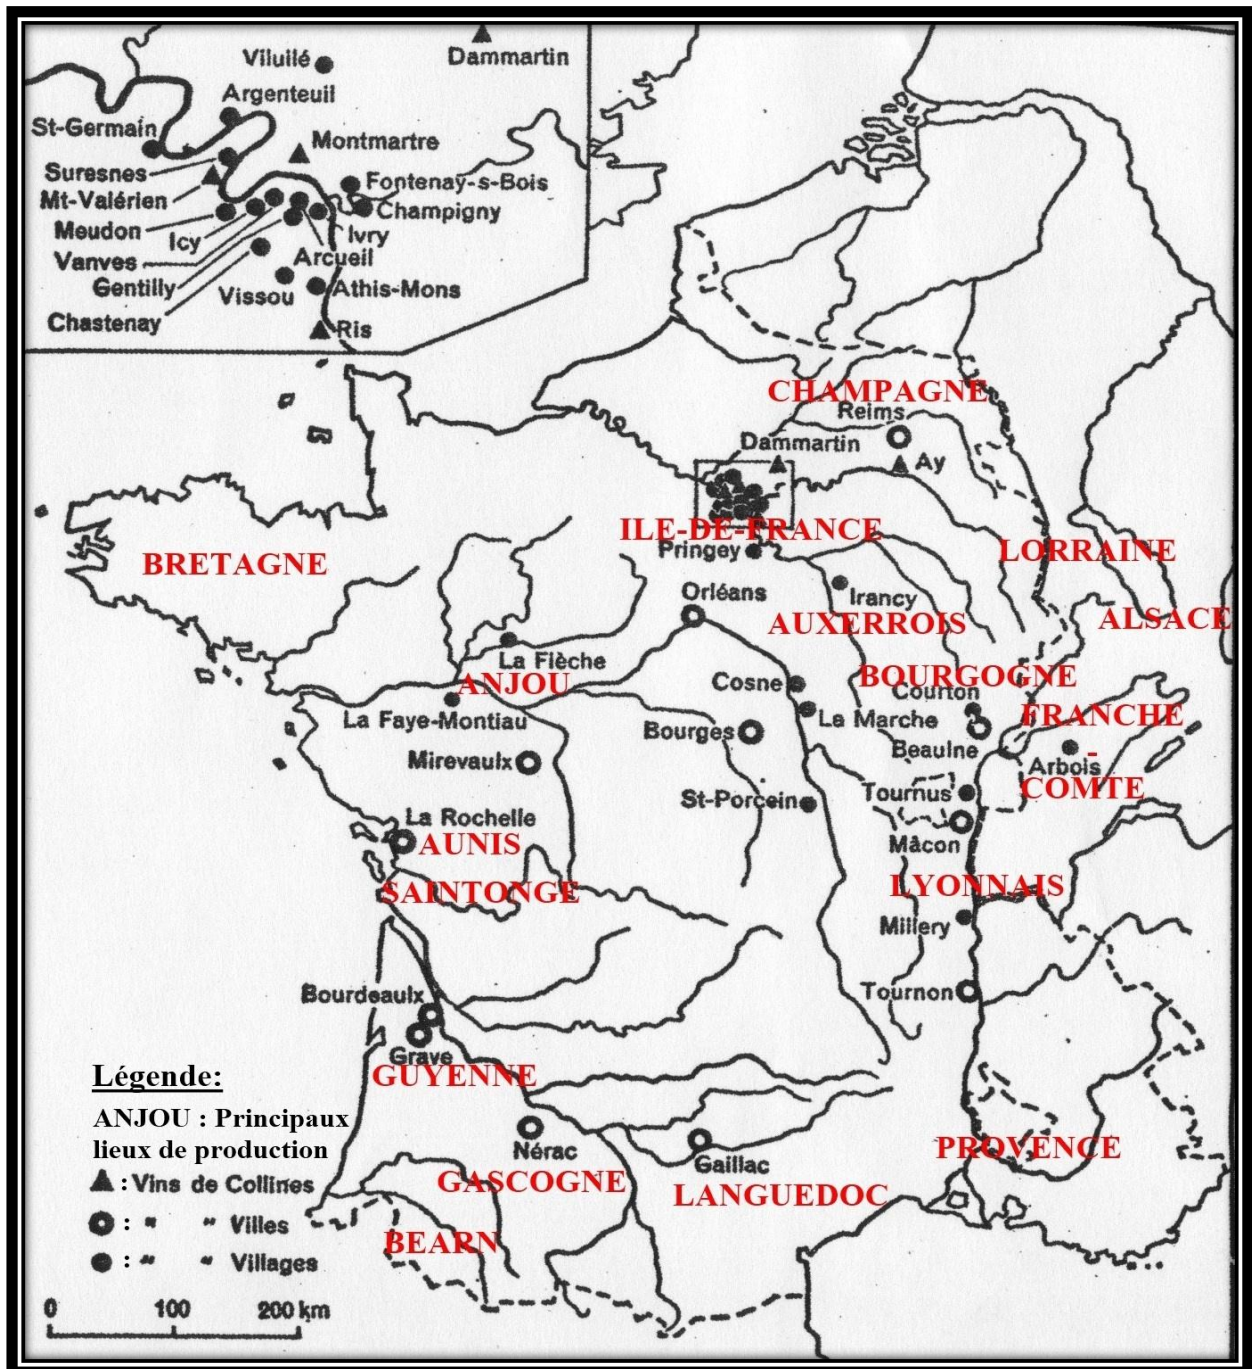 Dammartin
Viluilé
Argenteuil
St-Germain
Montmartre
Suresnes
Fontenay-s-Bois
Mt-Valérien
Champigny
Meudon
Icy
Ivry
Vanves
Arcueil
Gentilly
Vissou
Athis-Mons
Chastenay
Ris
CHAMPAGNE
Reims
Dammartin
Ay
ILE-DE-FRANCE
Pringey
LORRAINE
BRETAGNE
Orléans
Irancy
AUXERROIS
ALSACE
La Flèche
ANJOU
Cosne
BOURGOGNE
Courton
La Faye-Montiau
La Marche
FRANCHE
-
COMTE
Bourges
Beaulne
Mirevaulx
Arbois
St-Porcein
Tournus
La Rochelle
AUNIS
Mâcon
SAINTONGE
LYONNAIS
Millery
Bourdeaulx
Tournon
Grave
GUYENNE
Nérac
Gaillac
PROVENCE
GASCOGNE
LANGUEDOC
BEARN
Légende:
ANJOU : Principaux
lieux de production
: Vins de Collines
: " " Villes
: " " Villages
0 100 200 km